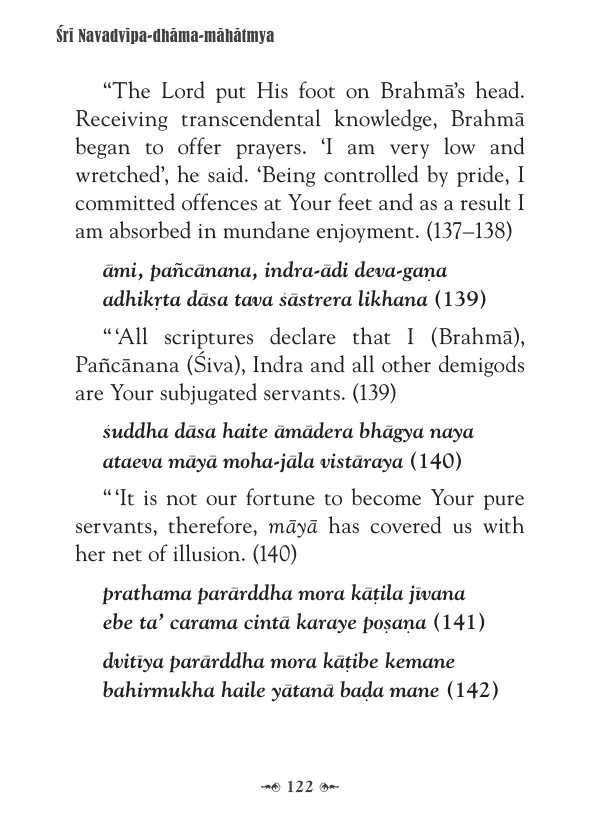 Śrī Navadvīpa-dhāma-māhātmya
“The Lord put His foot on Brahmā’s head.
Receiving transcendental knowledge, Brahmā
began to offer prayers. ‘I am very low and
wretched’, he said. ‘Being controlled by pride, I
committed offences at Your feet and as a result I
am absorbed in mundane enjoyment. (137–138)
āmi, pañcānana, indra-ādi deva-gaṇa
adhikṛta dāsa tava śāstrera likhana (139)
“ ‘All scriptures declare that I (Brahmā),
Pañcānana (Śiva), Indra and all other demigods
are Your subjugated servants. (139)
śuddha dāsa haite āmādera bhāgya naya
ataeva māyā moha-jāla vistāraya (140)
“ ‘It is not our fortune to become Your pure
servants, therefore, māyā has covered us with
her net of illusion. (140)
prathama parārddha mora kāṭila jīvana
ebe ta’ carama cintā karaye poṣaṇa (141)
dvitīya parārddha mora kāṭibe kemane
bahirmukha haile yātanā baḍa mane (142)
122